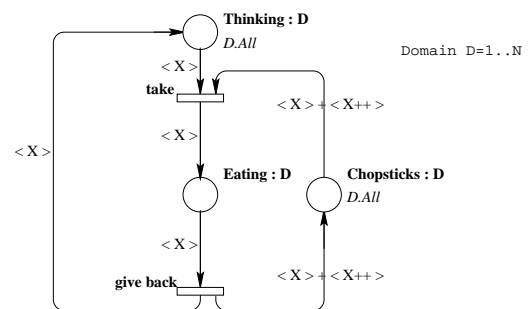 Thinking : D
D.All
Domain D=1..N
< X >
take
< X > + < X++ >
< X >
< X >
Eating : D
Chopsticks : D
D.All
< X >
< X > + < X++ >
give back